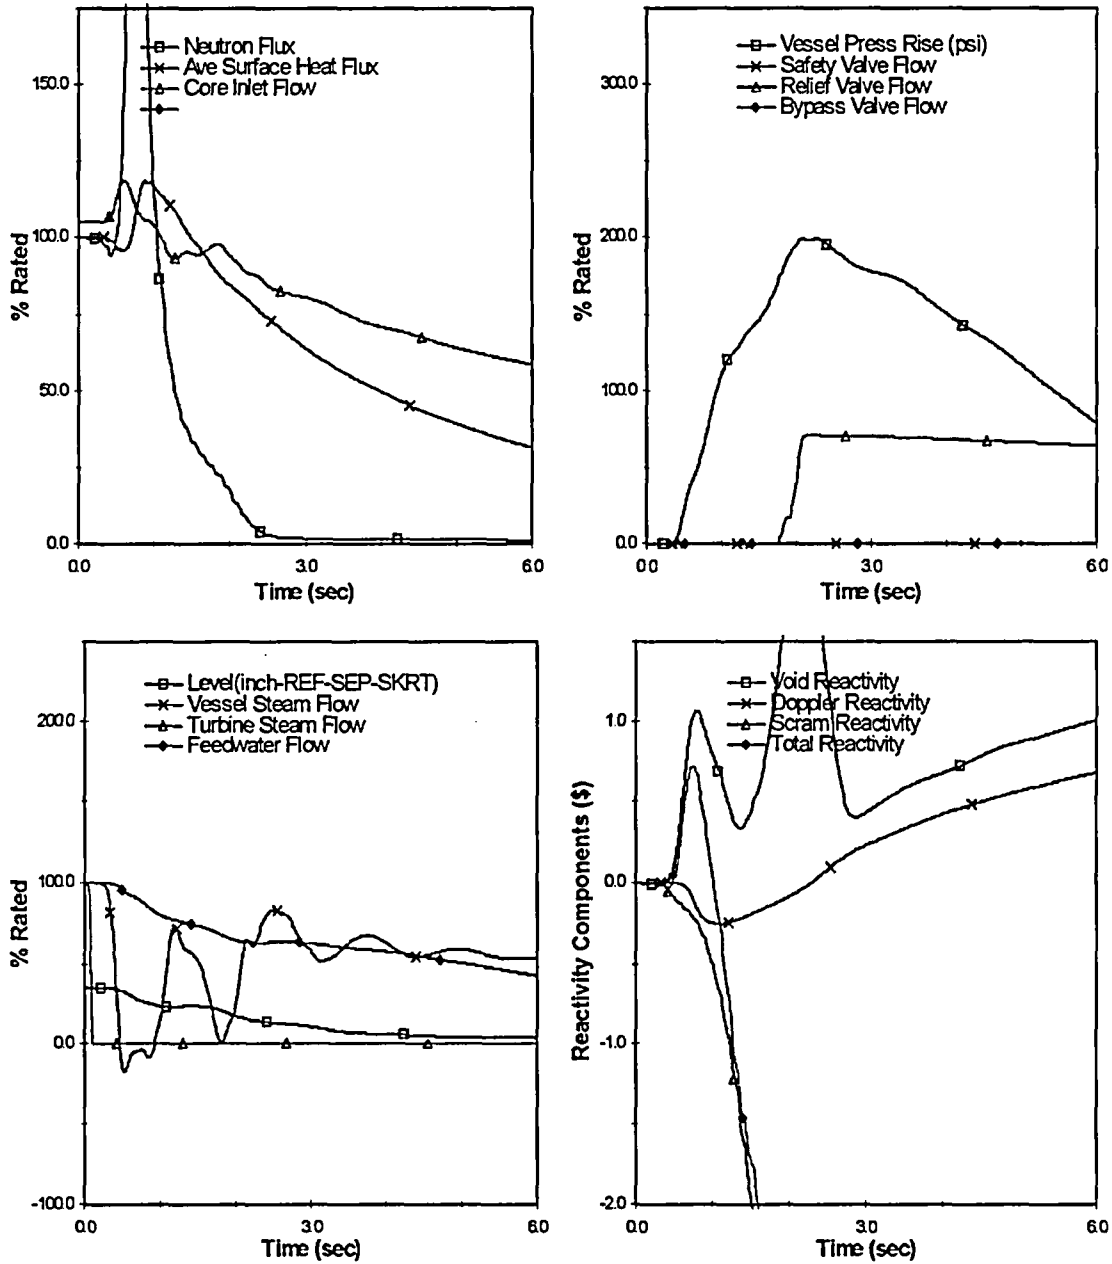 Neutron Flux
Ave Surface Heat Flux
Core Inlet Flow
150.0
100.0
50.0
0.0
% Rated
0.0 3.0 6.0
Time (sec)
Vessel Press Rise (psi)
Safety Valve Flow
Relief Valve Flow
Bypass Valve Flow
300.0
200.0
100.0
0.0
% Rated
0.0 3.0 6.0
Time (sec)
Level(inch-REF-SEP-SKRT)
Vessel Steam Flow
Turbine Steam Flow
Feedwater Flow
200.0
100.0
0.0
-100.0
% Rated
0.0 3.0 6.0
Time (sec)
Void Reactivity
Doppler Reactivity
Scram Reactivity
Total Reactivity
1.0
0.0
-1.0
-2.0
Reactivity Components ($)
0.0 3.0 6.0
Time (sec)